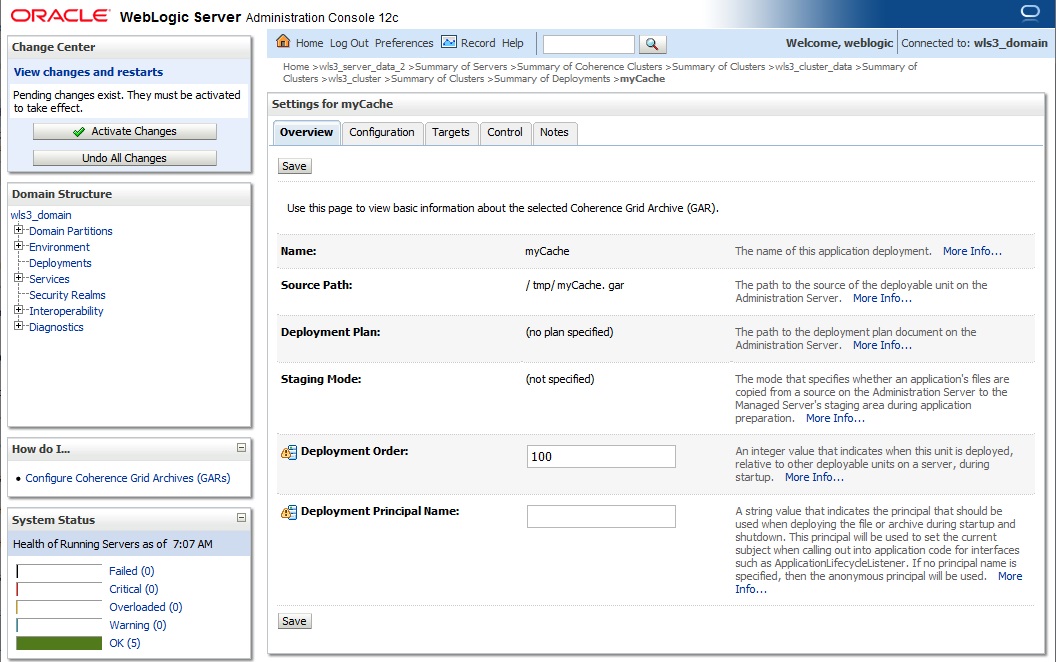 ORACLE® WebLogic Server Administration Console 12c
Change Center
View changes and restarts
Pending changes exist. They must be activated
to take effect.
Activate Changes
Undo All Changes
Domain Structure
wls3_domain
Domain Partitions
Environment
Deployments
Services
Security Realms
Interoperability
Diagnostics
How do I...
Configure Coherence Grid Archives (GARs)
System Status
Health of Running Servers as of 7:07 AM
Failed (0)
Critical (0)
Overloaded (0)
Warning (0)
OK (5)
Home Log Out Preferences Record Help
Welcome, weblogic Connected to: wls3_domain
Home >wls3_server_data_2 >Summary of Servers >Summary of Coherence Clusters >Summary of Clusters >wls3_cluster_data >Summary of
Clusters >wls3_cluster >Summary of Clusters >Summary of Deployments >myCache
Settings for myCache
Overview Configuration Targets Control Notes
Save
Use this page to view basic information about the selected Coherence Grid Archive (GAR).
Name: myCache The name of this application deployment. More Info...
Source Path: / tmp/ myCache. gar The path to the source of the deployable unit on the
Administration Server. More Info...
Deployment Plan: (no plan specified) The path to the deployment plan document on the
Administration Server. More Info...
Staging Mode: (not specified) The mode that specifies whether an application's files are
copied from a source on the Administration Server to the
Managed Server's staging area during application
preparation. More Info...
Deployment Order: 100 An integer value that indicates when this unit is deployed,
relative to other deployable units on a server, during
startup. More Info...
Deployment Principal Name: A string value that indicates the principal that should be
used when deploying the file or archive during startup and
shutdown. This principal will be used to set the current
subject when calling out into application code for interfaces
such as ApplicationLifecycleListener. If no principal name is
specified, then the anonymous principal will be used. More
Info...
Save